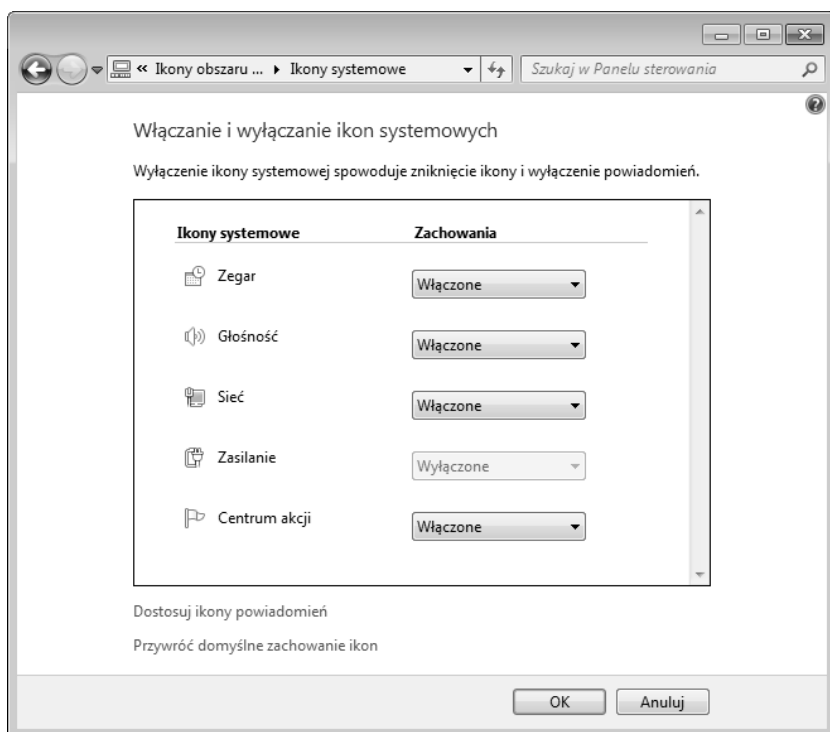 « Ikony obszaru ... ▸ Ikony systemowe
Szukaj w Panelu sterowania
Włączanie i wyłączanie ikon systemowych
Wyłączenie ikony systemowej spowoduje zniknięcie ikony i wyłączenie powiadomień.
Ikony systemowe Zachowania
Zegar Włączone
Głośność Włączone
Sieć Włączone
Zasilanie Wyłączone
Centrum akcji Włączone
Dostosuj ikony powiadomień
Przywróć domyślne zachowanie ikon
OK Anuluj